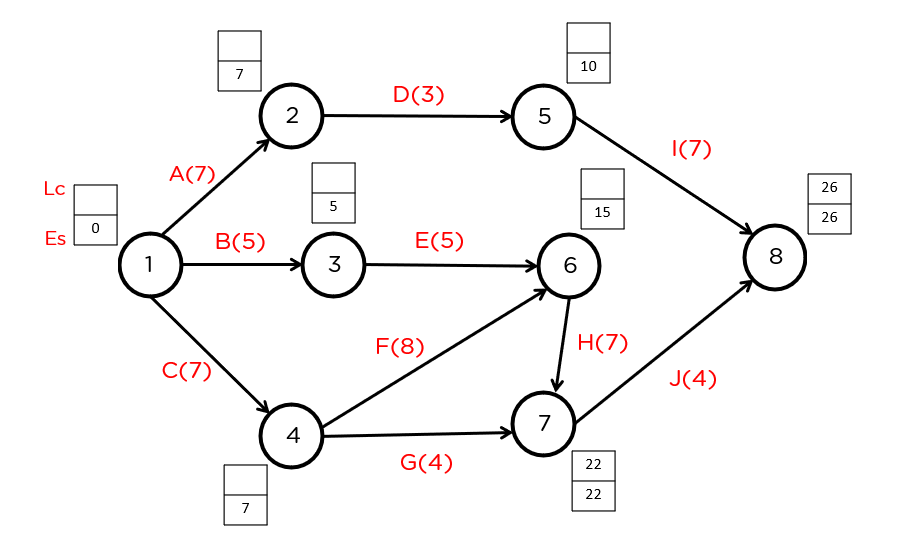 7
10
D(3)
2
5
I(7)
A(7)
5
15
26
26
Lc
0
Es
B(5)
E(5)
1
3
6
8
F(8)
H(7)
C(7)
J(4)
4
7
G(4)
7
22
22